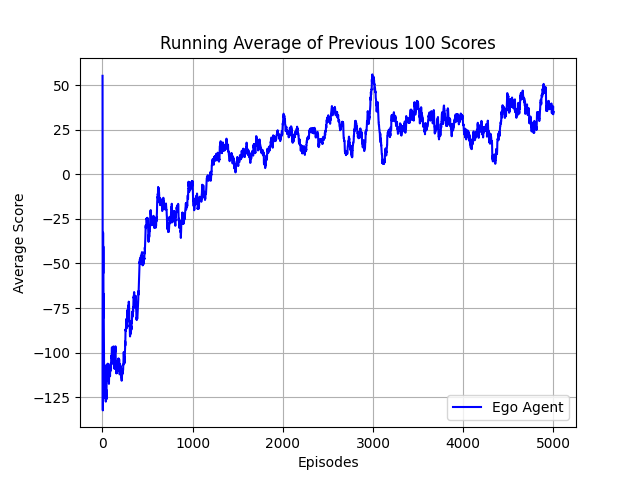 Running Average of Previous 100 Scores
50
25
0
−25
−50
−75
−100
−125
Average Score
Ego Agent
0 1000 2000 3000 4000 5000
Episodes